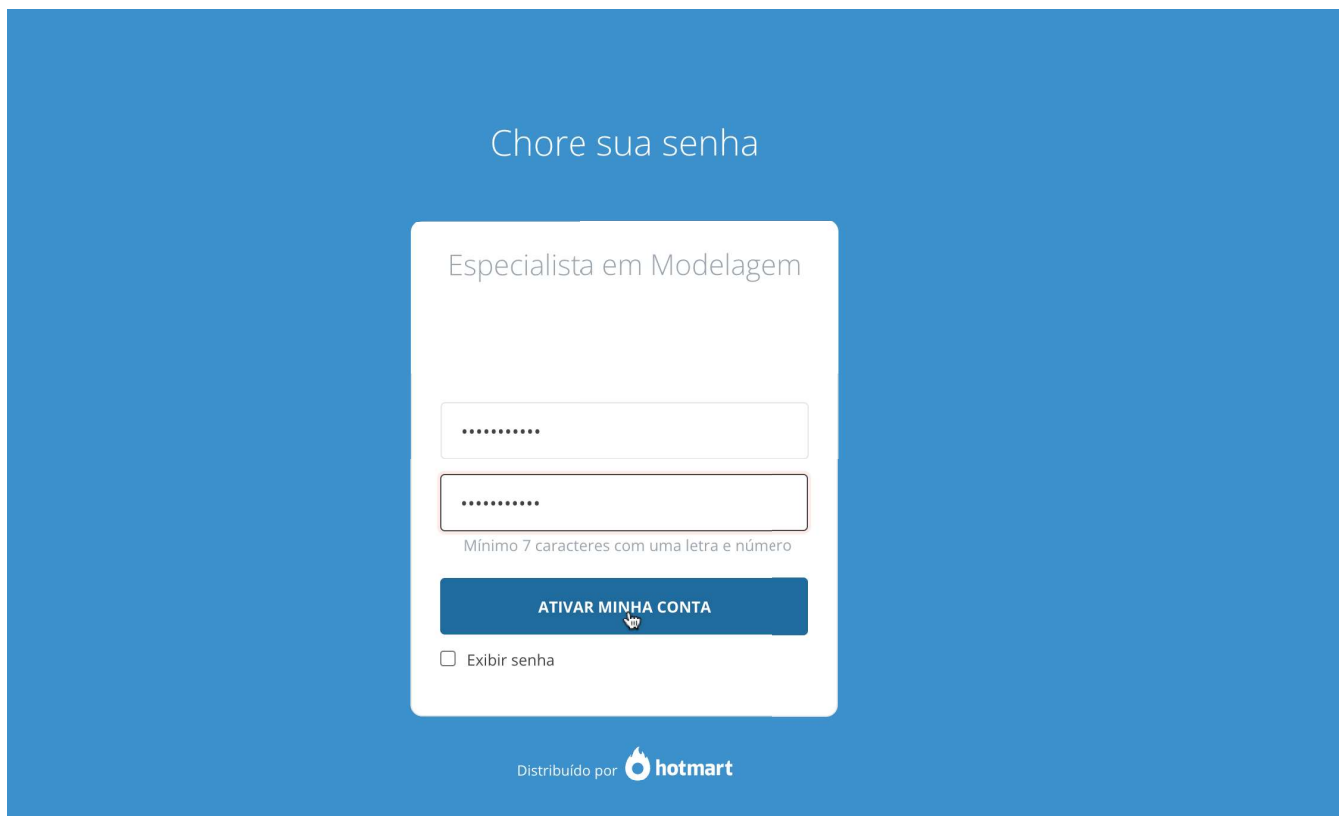 Chore sua senha
Especialista em Modelagem
•••••••••••
•••••••••••
Mínimo 7 caracteres com uma letra e número
ATIVAR MINHA CONTA
Exibir senha
Distribuído por hotmart